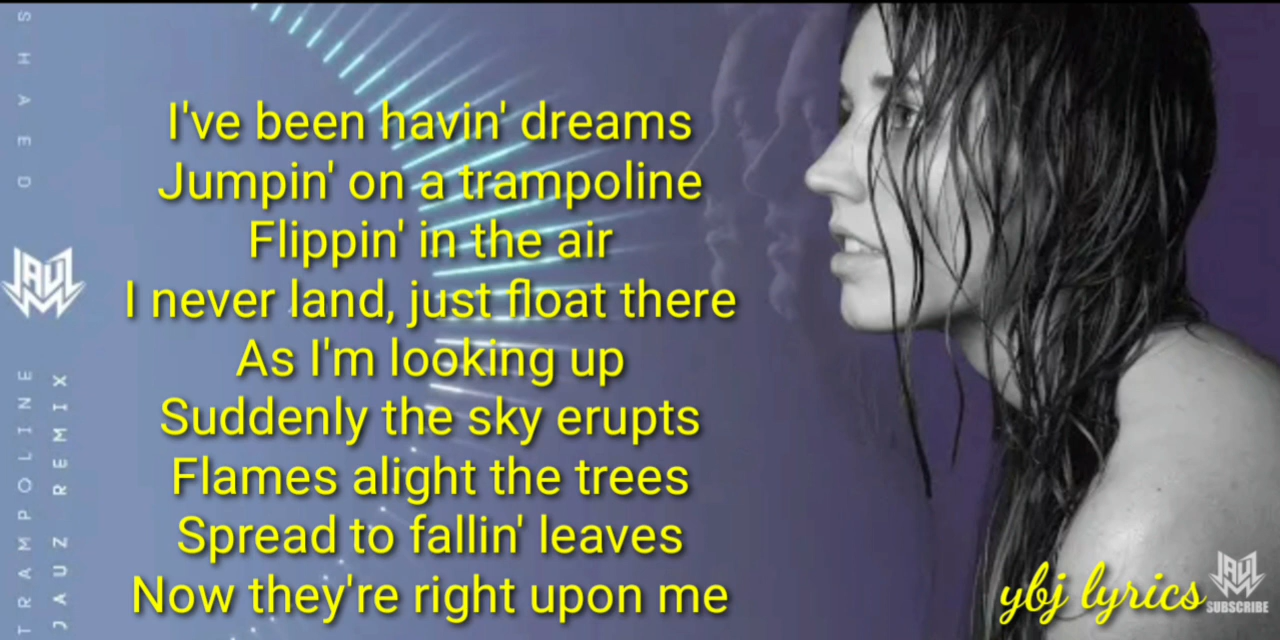 SHAED
JAUZ
TRAMPOLINE
JAUZ REMIX
I've been havin' dreams
Jumpin' on a trampoline
Flippin' in the air
I never land, just float there
As I'm looking up
Suddenly the sky erupts
Flames alight the trees
Spread to fallin' leaves
Now they're right upon me
ybj lyrics
JAUZ
SUBSCRIBE